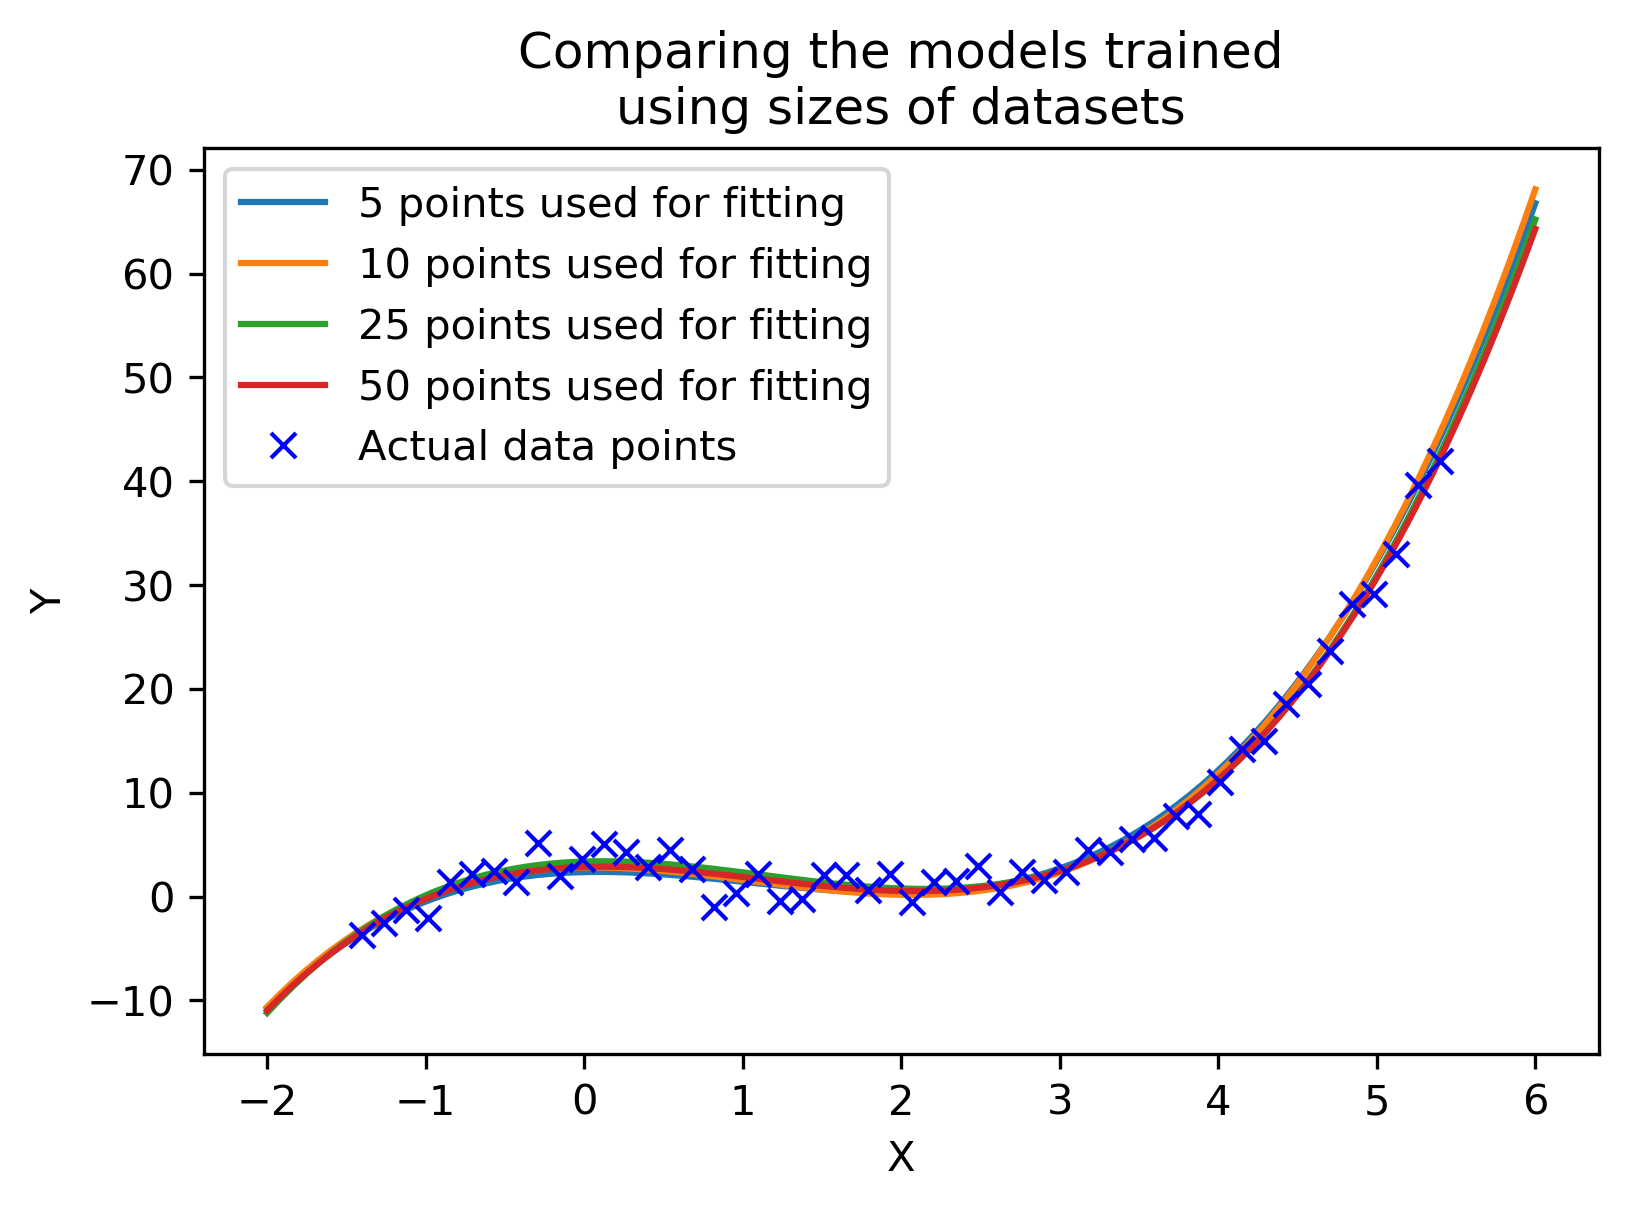 Comparing the models trained
using sizes of datasets
70
60
50
40
30
20
10
0
−10
Y
5 points used for fitting
10 points used for fitting
25 points used for fitting
50 points used for fitting
Actual data points
−2 −1 0 1 2 3 4 5 6
X